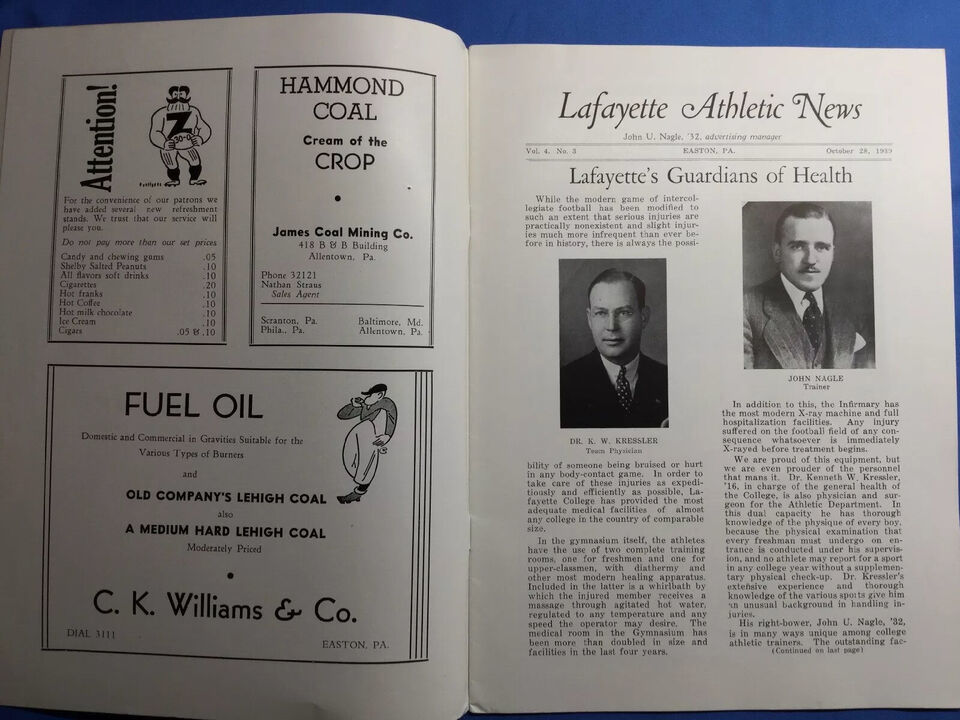 Attention!
Z
For the convenience of our patrons we
have added several new refreshment
stands. We trust that our service will
please you.
Do not pay more than our set prices
Candy and chewing gums .05
Shelby Salted Peanuts .10
All flavors soft drinks .10
Cigarettes .20
Hot franks .10
Hot Coffee .10
Hot milk chocolate .10
Ice Cream .10
Cigars .05 & .10
HAMMOND
COAL
Cream of the
CROP
James Coal Mining Co.
418 B & B Building
Allentown, Pa.
Phone 32121
Nathan Straus
Sales Agent
Scranton, Pa. Baltimore, Md.
Phila., Pa. Allentown, Pa.
FUEL OIL
Domestic and Commercial in Gravities Suitable for the
Various Types of Burners
and
OLD COMPANY'S LEHIGH COAL
also
A MEDIUM HARD LEHIGH COAL
Moderately Priced
C. K. Williams & Co.
DIAL 3111
EASTON, PA.
Lafayette Athletic News
John U. Nagle, '32, advertising manager
Vol. 4. No. 3 EASTON, PA. October 28, 1939
Lafayette's Guardians of Health
While the modern game of intercol-
legiate football has been modified to
such an extent that serious injuries are
practically nonexistent and slight injur-
ies much more infrequent than ever be-
fore in history, there is always the possi-
DR. K. W. KRESSLER
Team Physician
bility of someone being bruised or hurt
in any body-contact game. In order to
take care of these injuries as expedi-
tiously and efficiently as possible, La-
fayette College has provided the most
adequate medical facilities of almost
any college in the country of comparable
size.
In the gymnasium itself, the athletes
have the use of two complete training
rooms, one for freshmen and one for
upper-classmen, with diathermy and
other most modern healing apparatus.
Included in the latter is a whirlbath by
which the injured member receives a
massage through agitated hot water,
regulated to any temperature and any
speed the operator may desire. The
medical room in the Gymnasium has
been more than doubled in size and
facilities in the last four years.
JOHN NAGLE
Trainer
In addition to this, the Infirmary has
the most modern X-ray machine and full
hospitalization facilities. Any injury
suffered on the football field of any con-
sequence whatsoever is immediately
X-rayed before treatment begins.
We are proud of this equipment, but
we are even prouder of the personnel
that mans it. Dr. Kenneth W. Kressler,
'16, in charge of the general health of
the College, is also physician and sur-
geon for the Athletic Department. In
this dual capacity he has thorough
knowledge of the physique of every boy,
because the physical examination that
every freshman must undergo on en-
trance is conducted under his supervis-
ion, and no athlete may report for a sport
in any college year without a supplemen-
tary physical check-up. Dr. Kressler's
extensive experience and thorough
knowledge of the various sports give him
an unusual background in handling in-
juries.
His right-bower, John U. Nagle, '32,
is in many ways unique among college
athletic trainers. The outstanding fac-
(Continued on last page)